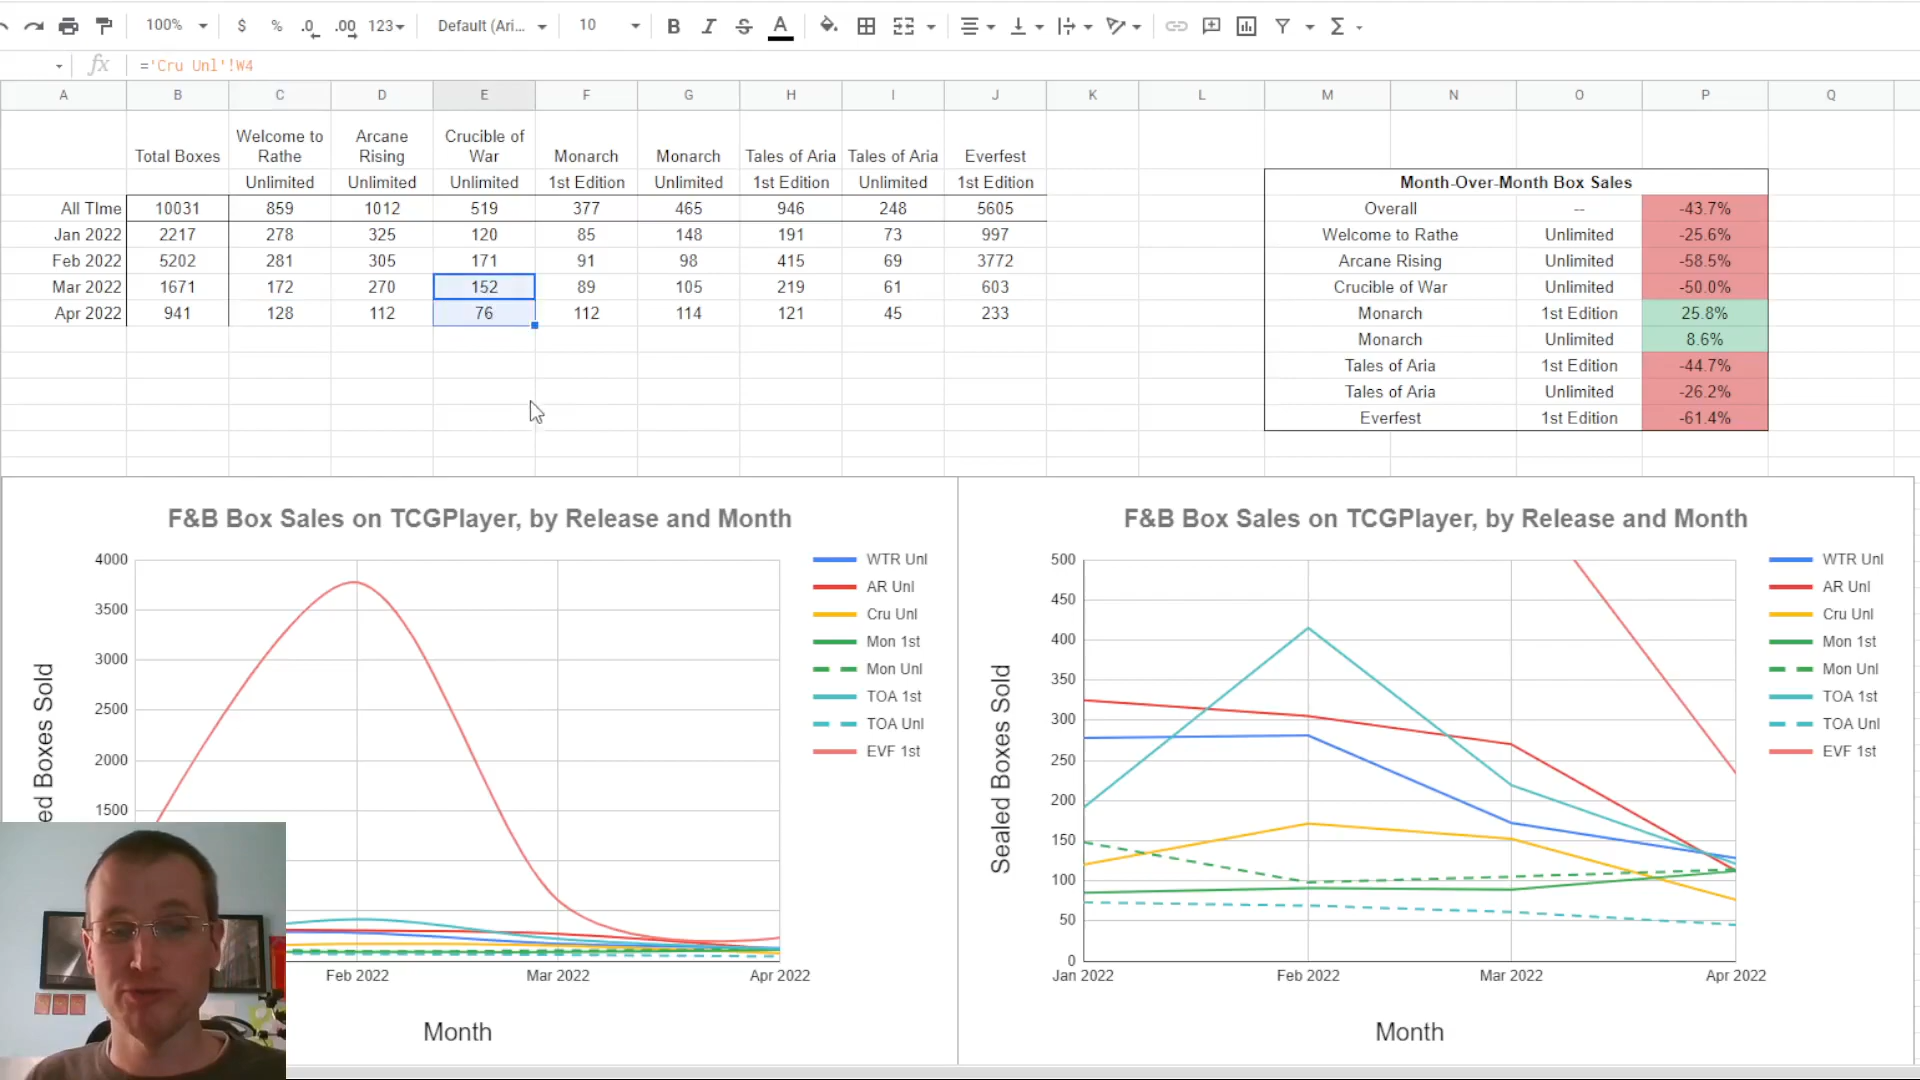 100% $ % .0 .00 123 Default (Ari... 10 B I S A
fx ='Cru Unl'!W4
A B C D E F G H I J K L M N O P Q
Total Boxes Welcome to Rathe Arcane Rising Crucible of War Monarch Monarch Tales of Aria Tales of Aria Everfest
Unlimited Unlimited Unlimited 1st Edition Unlimited 1st Edition Unlimited 1st Edition
All TIme 10031 859 1012 519 377 465 946 248 5605
Jan 2022 2217 278 325 120 85 148 191 73 997
Feb 2022 5202 281 305 171 91 98 415 69 3772
Mar 2022 1671 172 270 152 89 105 219 61 603
Apr 2022 941 128 112 76 112 114 121 45 233
Month-Over-Month Box Sales
Overall -- -43.7%
Welcome to Rathe Unlimited -25.6%
Arcane Rising Unlimited -58.5%
Crucible of War Unlimited -50.0%
Monarch 1st Edition 25.8%
Monarch Unlimited 8.6%
Tales of Aria 1st Edition -44.7%
Tales of Aria Unlimited -26.2%
Everfest 1st Edition -61.4%
F&B Box Sales on TCGPlayer, by Release and Month
4000
3500
3000
2500
2000
1500
ed Boxes Sold
WTR Unl
AR Unl
Cru Unl
Mon 1st
Mon Unl
TOA 1st
TOA Unl
EVF 1st
Feb 2022 Mar 2022 Apr 2022
Month
F&B Box Sales on TCGPlayer, by Release and Month
500
450
400
350
300
250
200
150
100
50
0
Sealed Boxes Sold
WTR Unl
AR Unl
Cru Unl
Mon 1st
Mon Unl
TOA 1st
TOA Unl
EVF 1st
Jan 2022 Feb 2022 Mar 2022 Apr 2022
Month